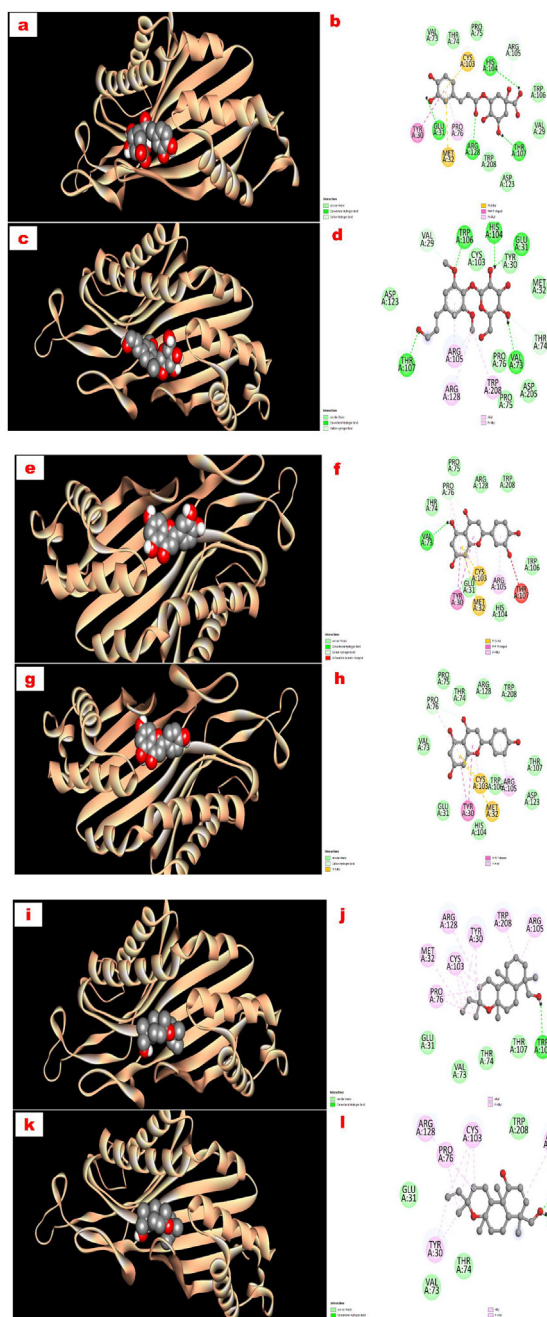 a
b
VAL
A:73
THR
A:74
PRO
A:75
CYS
A:103
HIS
A:104
ARG
A:105
TRP
A:106
VAL
A:29
TYR
A:30
GLU
A:31
MET
A:32
PRO
A:76
ARG
A:128
TRP
A:208
THR
A:107
ASP
A:123
c
d
VAL
A:29
TRP
A:106
HIS
A:104
GLU
A:31
CYS
A:103
TYR
A:30
MET
A:32
ASP
A:123
THR
A:74
THR
A:107
ARG
A:105
PRO
A:76
VAL
A:73
ARG
A:128
TRP
A:208
PRO
A:75
ASP
A:205
e
f
PRO
A:75
PRO
A:76
ARG
A:128
TRP
A:208
THR
A:74
VAL
A:73
TYR
A:30
GLU
A:31
CYS
A:103
MET
A:32
ARG
A:105
HIS
A:104
TRP
A:106
THR
A:107
g
h
PRO
A:75
PRO
A:76
THR
A:74
ARG
A:128
TRP
A:208
VAL
A:73
GLU
A:31
TYR
A:30
CYS
A:103
TRP
A:106
MET
A:32
HIS
A:104
ARG
A:105
THR
A:107
ASP
A:123
i
j
ARG
A:128
TYR
A:30
TRP
A:208
ARG
A:105
MET
A:32
CYS
A:103
PRO
A:76
GLU
A:31
VAL
A:73
THR
A:74
THR
A:107
k
l
ARG
A:128
CYS
A:103
TRP
A:208
PRO
A:76
GLU
A:31
TYR
A:30
VAL
A:73
THR
A:74